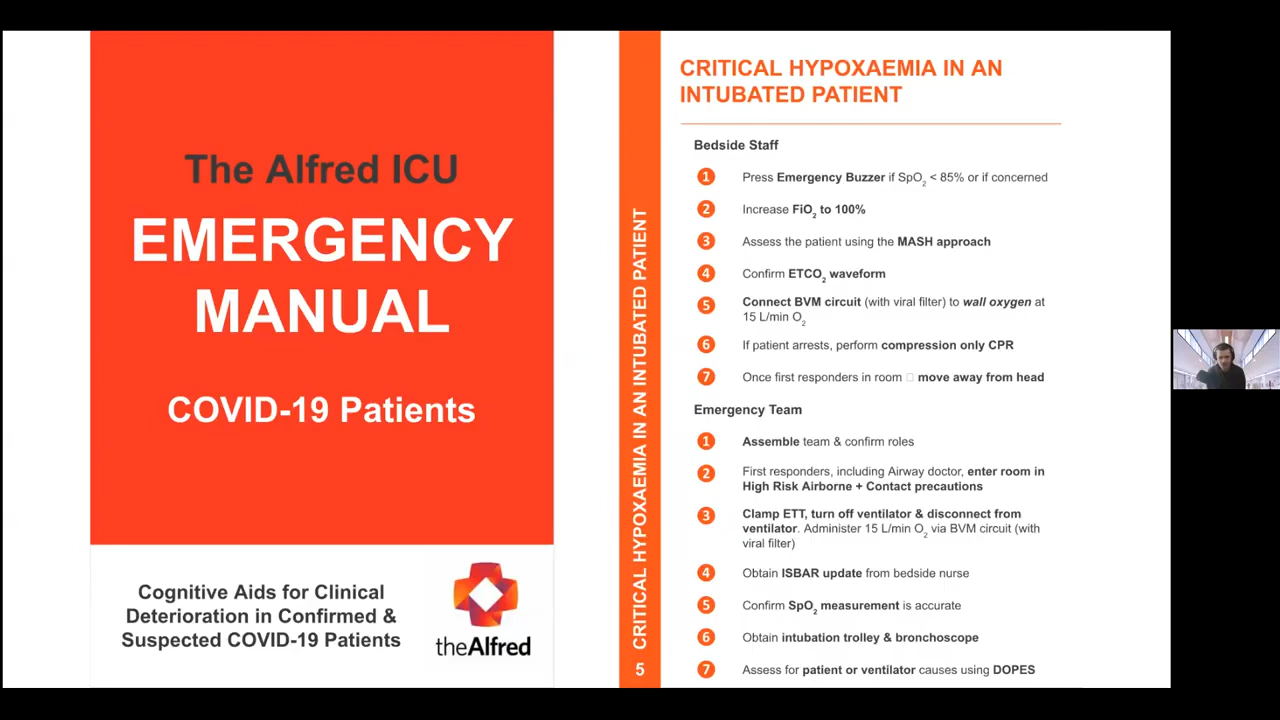 The Alfred ICU
EMERGENCY
MANUAL
COVID-19 Patients
Cognitive Aids for Clinical
Deterioration in Confirmed &
Suspected COVID-19 Patients
theAlfred
CRITICAL HYPOXAEMIA IN AN INTUBATED PATIENT
5
CRITICAL HYPOXAEMIA IN AN
INTUBATED PATIENT
Bedside Staff
1 Press Emergency Buzzer if SpO2 < 85% or if concerned
2 Increase FiO2 to 100%
3 Assess the patient using the MASH approach
4 Confirm ETCO2 waveform
5 Connect BVM circuit (with viral filter) to wall oxygen at
15 L/min O2
6 If patient arrests, perform compression only CPR
7 Once first responders in room □ move away from head
Emergency Team
1 Assemble team & confirm roles
2 First responders, including Airway doctor, enter room in
High Risk Airborne + Contact precautions
3 Clamp ETT, turn off ventilator & disconnect from
ventilator. Administer 15 L/min O2 via BVM circuit (with
viral filter)
4 Obtain ISBAR update from bedside nurse
5 Confirm SpO2 measurement is accurate
6 Obtain intubation trolley & bronchoscope
7 Assess for patient or ventilator causes using DOPES